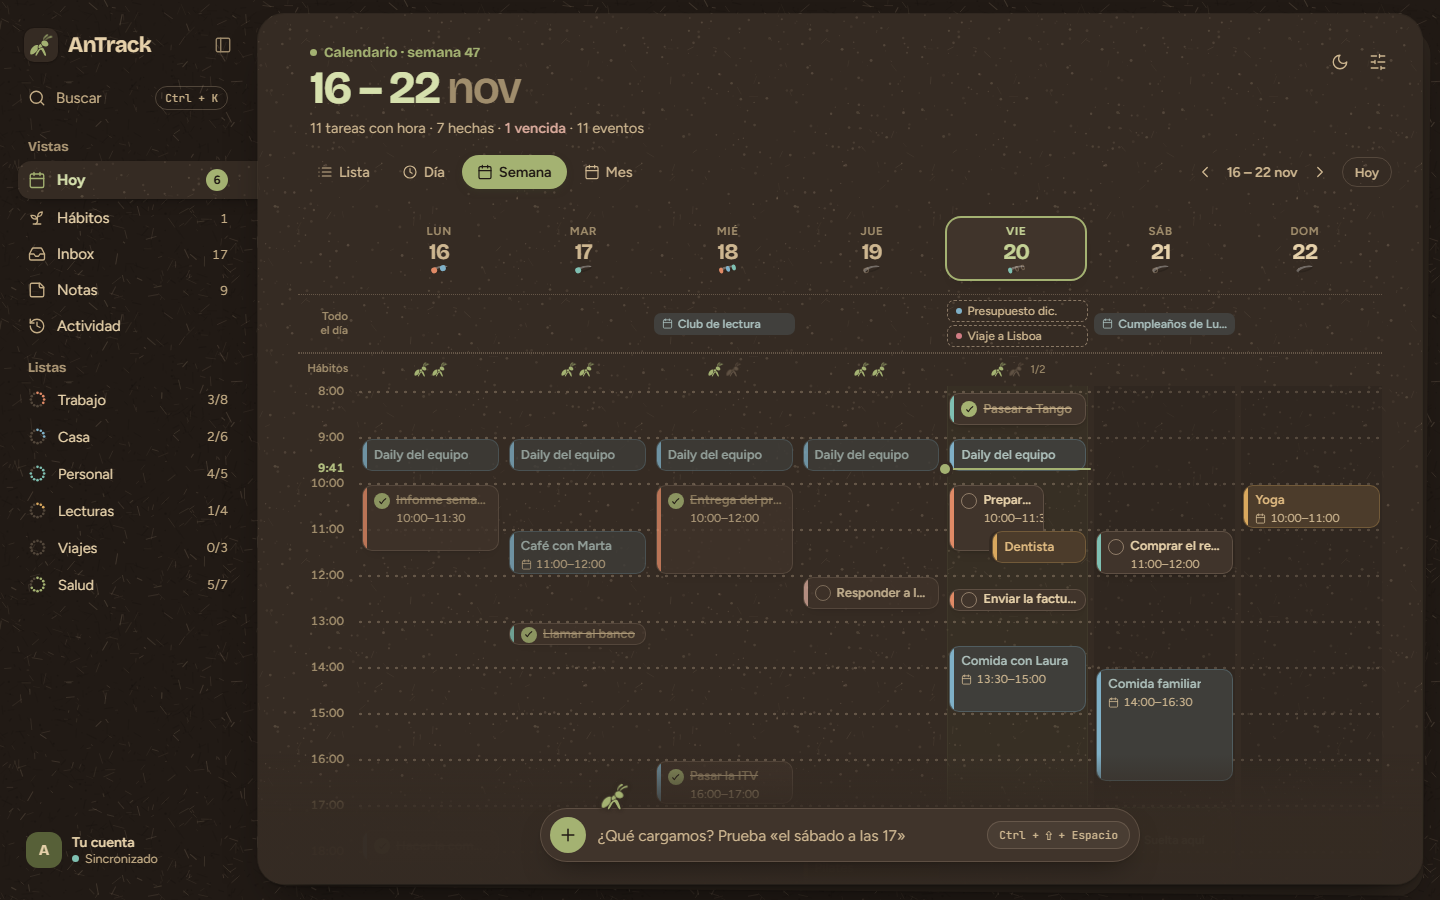 AnTrack
Buscar
Ctrl + K
Vistas
Hoy 6
Hábitos 1
Inbox 17
Notas 9
Actividad
Listas
Trabajo 3/8
Casa 2/6
Personal 4/5
Lecturas 1/4
Viajes 0/3
Salud 5/7
A
Tu cuenta
Sincronizado
Calendario · semana 47
16 – 22 nov
11 tareas con hora · 7 hechas · 1 vencida · 11 eventos
Lista Día Semana Mes
16 – 22 nov Hoy
LUN MAR MIÉ JUE VIE SÁB DOM
16 17 18 19 20 21 22
Todo el día
Club de lectura
Presupuesto dic.
Viaje a Lisboa
Cumpleaños de Lu...
Hábitos
1/2
8:00
Pasear a Tango
9:00
Daily del equipo Daily del equipo Daily del equipo Daily del equipo Daily del equipo
9:41
10:00
Informe sema...
10:00–11:30
Entrega del pr...
10:00–12:00
Prepar...
10:00–11:3
Yoga
10:00–11:00
11:00
Café con Marta
11:00–12:00
Dentista
Comprar el re...
11:00–12:00
12:00
Responder a l...
Enviar la factu...
13:00
Llamar al banco
Comida con Laura
13:30–15:00
14:00
Comida familiar
14:00–16:30
15:00
16:00
Pasar la ITV
16:00–17:00
17:00
¿Qué cargamos? Prueba «el sábado a las 17»
Ctrl + ⇧ + Espacio